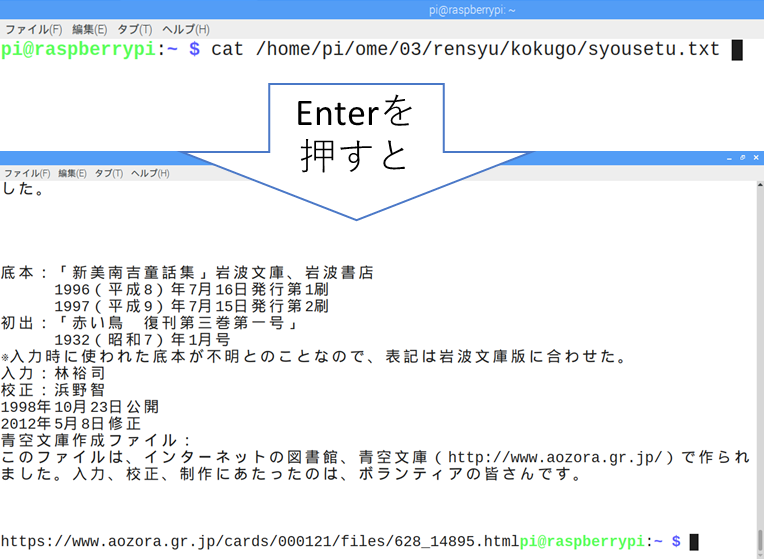 pi@raspberrypi: ~
ファイル(F) 編集(E) タブ(T) ヘルプ(H)
pi@raspberrypi:~ $ cat /home/pi/ome/03/rensyu/kokugo/syousetu.txt
Enterを
押すと
ファイル(F) 編集(E) タブ(T) ヘルプ(H)
した。
底本：「新美南吉童話集」岩波文庫、岩波書店
1996（平成8）年7月16日発行第1刷
1997（平成9）年7月15日発行第2刷
初出：「赤い鳥　復刊第三巻第一号」
1932（昭和7）年1月号
※入力時に使われた底本が不明とのことなので、表記は岩波文庫版に合わせた。
入力：林裕司
校正：浜野智
1998年10月23日公開
2012年5月8日修正
青空文庫作成ファイル：
このファイルは、インターネットの図書館、青空文庫（http://www.aozora.gr.jp/）で作られ
ました。入力、校正、制作にあたったのは、ボランティアの皆さんです。
https://www.aozora.gr.jp/cards/000121/files/628_14895.htmlpi@raspberrypi:~ $